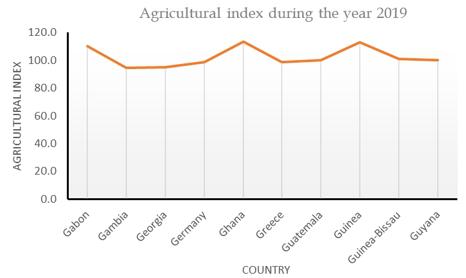 Agricultural index during the year 2019
120.0
100.0
80.0
60.0
40.0
20.0
0.0
AGRICULTURAL INDEX
Gabon
Gambia
Georgia
Germany
Ghana
Greece
Guatemala
Guinea
Guinea-Bissau
Guyana
COUNTRY